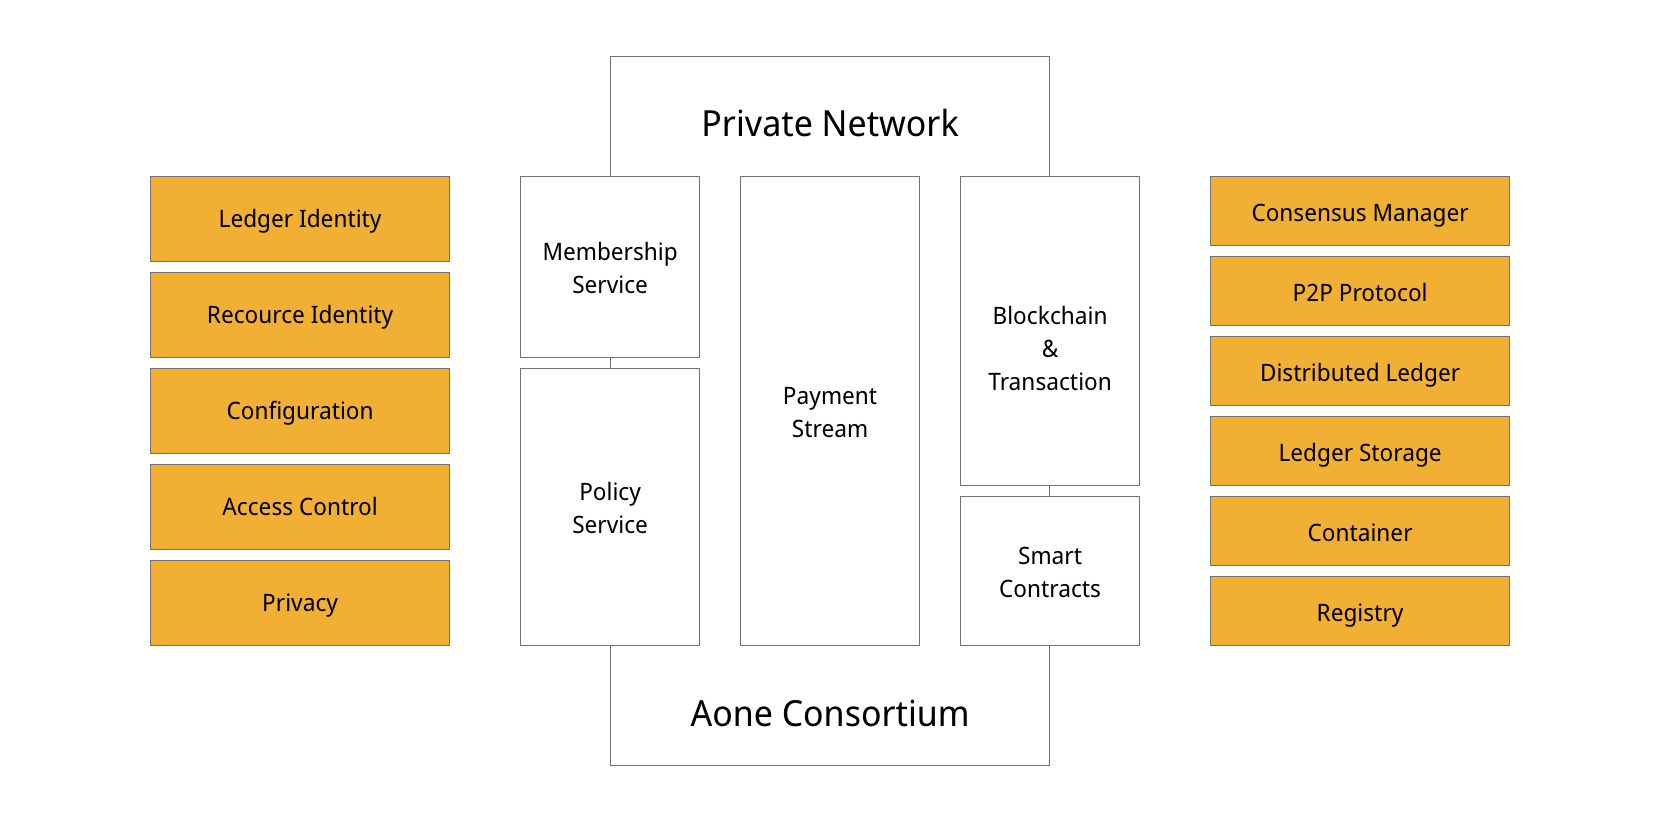 Private Network
Ledger Identity
Recource Identity
Configuration
Access Control
Privacy
Membership
Service
Policy
Service
Payment
Stream
Blockchain
&
Transaction
Smart
Contracts
Consensus Manager
P2P Protocol
Distributed Ledger
Ledger Storage
Container
Registry
Aone Consortium